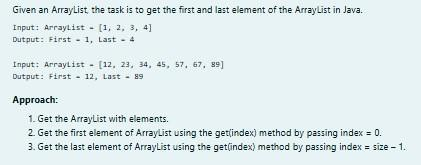 Given an ArrayList, the task is to get the first and last element of the ArrayList in Java.
Input: ArrayList = [1, 2, 3, 4]
Output: First = 1, Last = 4
Input: ArrayList = [12, 23, 34, 45, 57, 67, 89]
Output: First = 12, Last = 89
Approach:
1. Get the ArrayList with elements.
2. Get the first element of ArrayList using the get(index) method by passing index = 0.
3. Get the last element of ArrayList using the get(index) method by passing index = size – 1.